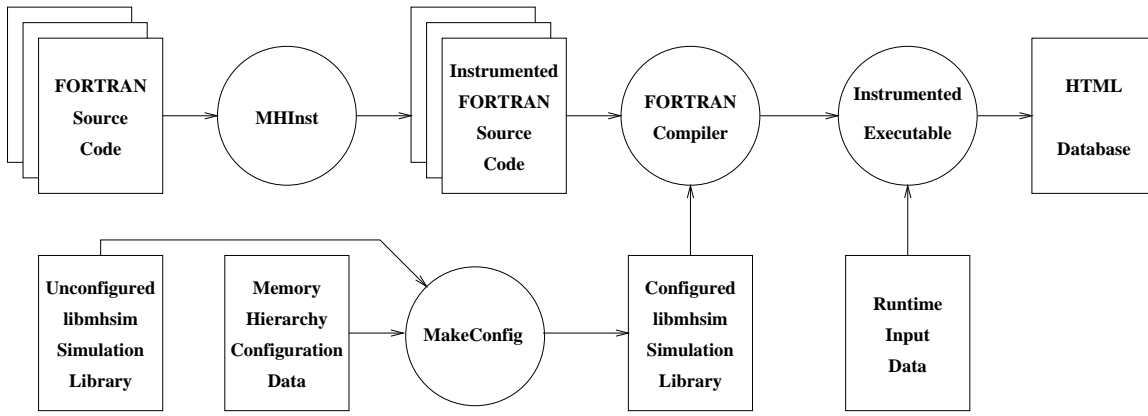 FORTRAN
Source
Code
MHInst
Instrumented
FORTRAN
Source
Code
FORTRAN
Compiler
Instrumented
Executable
HTML
Database
Unconfigured
libmhsim
Simulation
Library
Memory
Hierarchy
Configuration
Data
MakeConfig
Configured
libmhsim
Simulation
Library
Runtime
Input
Data